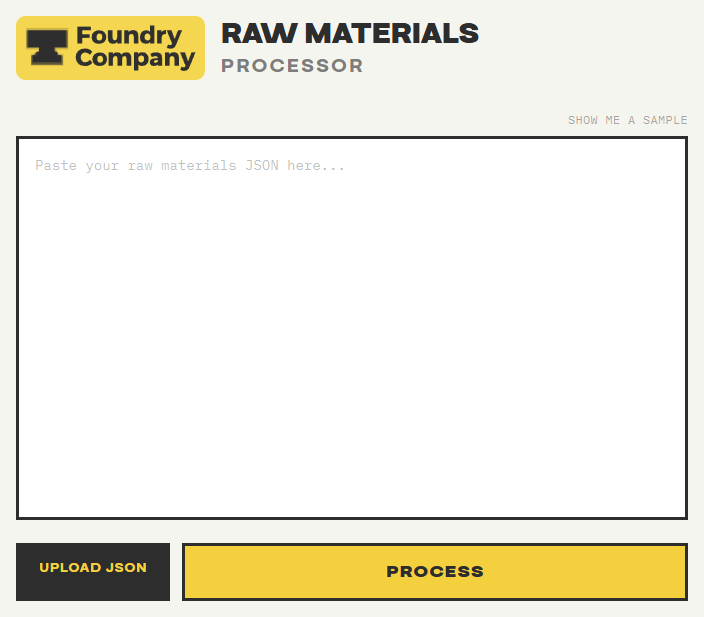 Foundry
Company
RAW MATERIALS
PROCESSOR
SHOW ME A SAMPLE
Paste your raw materials JSON here...
UPLOAD JSON
PROCESS